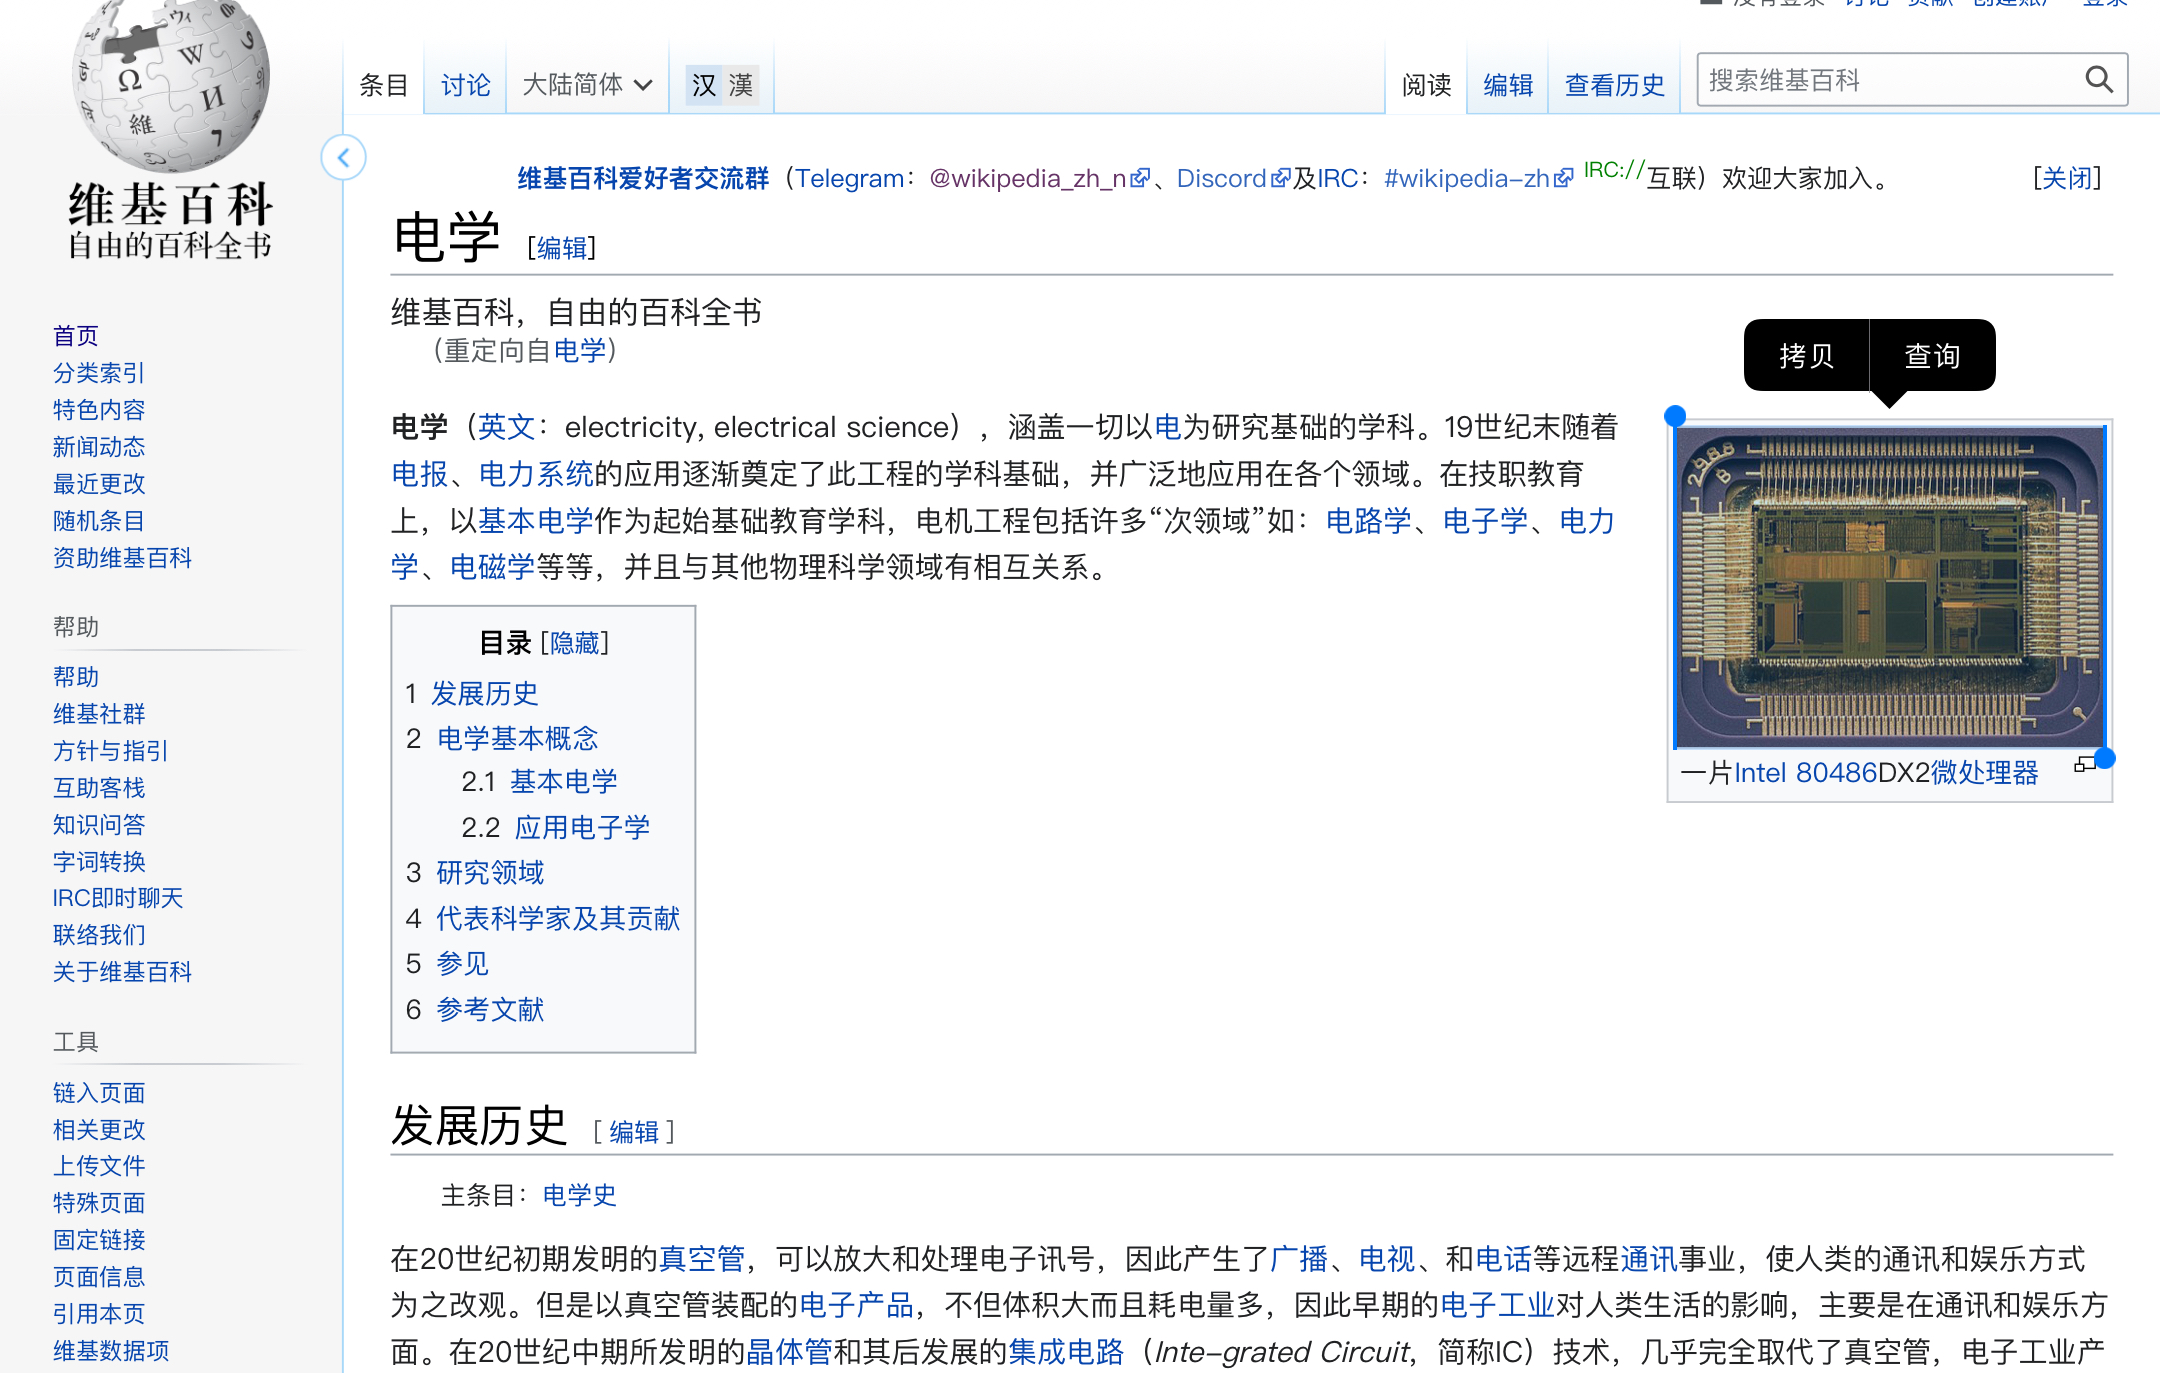 没有登录 讨论 贡献 创建账户 登录
条目 讨论 大陆简体 汉 漢 阅读 编辑 查看历史 搜索维基百科
维基百科
自由的百科全书
首页
分类索引
特色内容
新闻动态
最近更改
随机条目
资助维基百科
帮助
帮助
维基社群
方针与指引
互助客栈
知识问答
字词转换
IRC即时聊天
联络我们
关于维基百科
工具
链入页面
相关更改
上传文件
特殊页面
固定链接
页面信息
引用本页
维基数据项
维基百科爱好者交流群（Telegram：@wikipedia_zh_n、Discord及IRC：#wikipedia-zh IRC://互联）欢迎大家加入。 [关闭]
电学 [编辑]
维基百科，自由的百科全书
（重定向自电学）
拷贝 查询
电学（英文：electricity, electrical science），涵盖一切以电为研究基础的学科。19世纪末随着
电报、电力系统的应用逐渐奠定了此工程的学科基础，并广泛地应用在各个领域。在技职教育
上，以基本电学作为起始基础教育学科，电机工程包括许多“次领域”如：电路学、电子学、电力
学、电磁学等等，并且与其他物理科学领域有相互关系。
2988
B
一片Intel 80486DX2微处理器
目录 [隐藏]
1 发展历史
2 电学基本概念
2.1 基本电学
2.2 应用电子学
3 研究领域
4 代表科学家及其贡献
5 参见
6 参考文献
发展历史 [ 编辑 ]
主条目：电学史
在20世纪初期发明的真空管，可以放大和处理电子讯号，因此产生了广播、电视、和电话等远程通讯事业，使人类的通讯和娱乐方式
为之改观。但是以真空管装配的电子产品，不但体积大而且耗电量多，因此早期的电子工业对人类生活的影响，主要是在通讯和娱乐方
面。在20世纪中期所发明的晶体管和其后发展的集成电路（Inte-grated Circuit，简称IC）技术，几乎完全取代了真空管，电子工业产